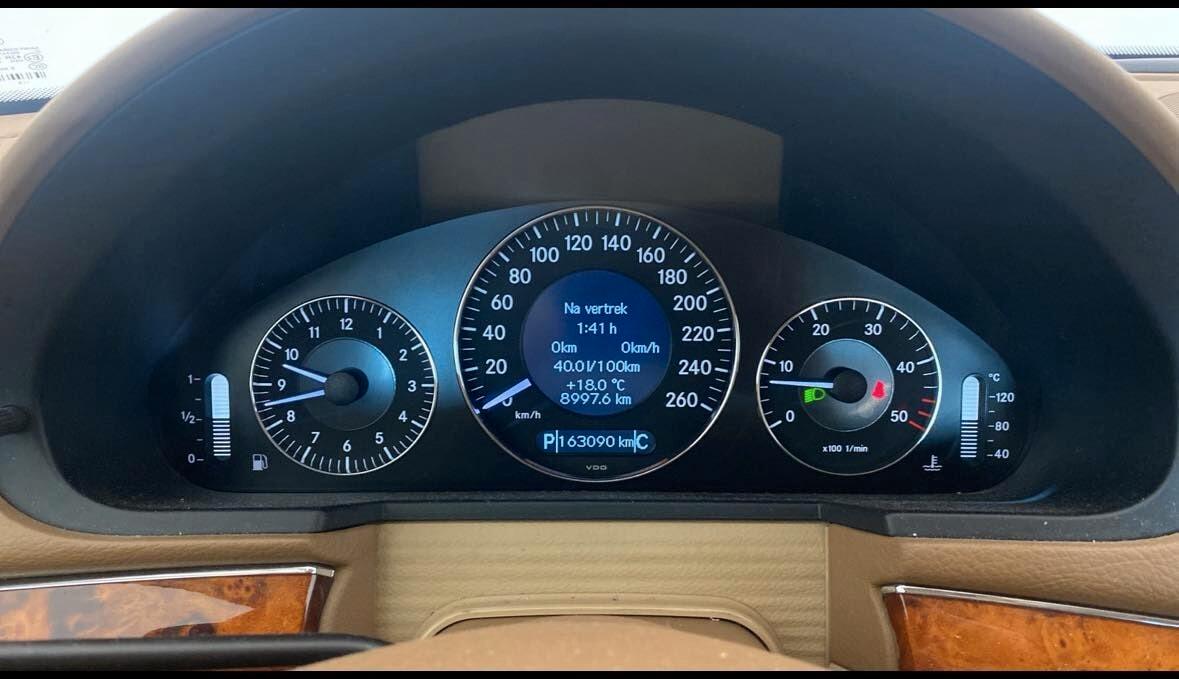 Na vertrek
1:41 h
0km 0km/h
40.0l/100km
+18.0 °C
8997.6 km
P 163090 km C
VDO
0 20 40 60 80 100 120 140 160 180 200 220 240 260
km/h
12 1 2 3 4 5 6 7 8 9 10 11
1
1/2
0
0 10 20 30 40 50
x100 1/min
°C
120
80
40